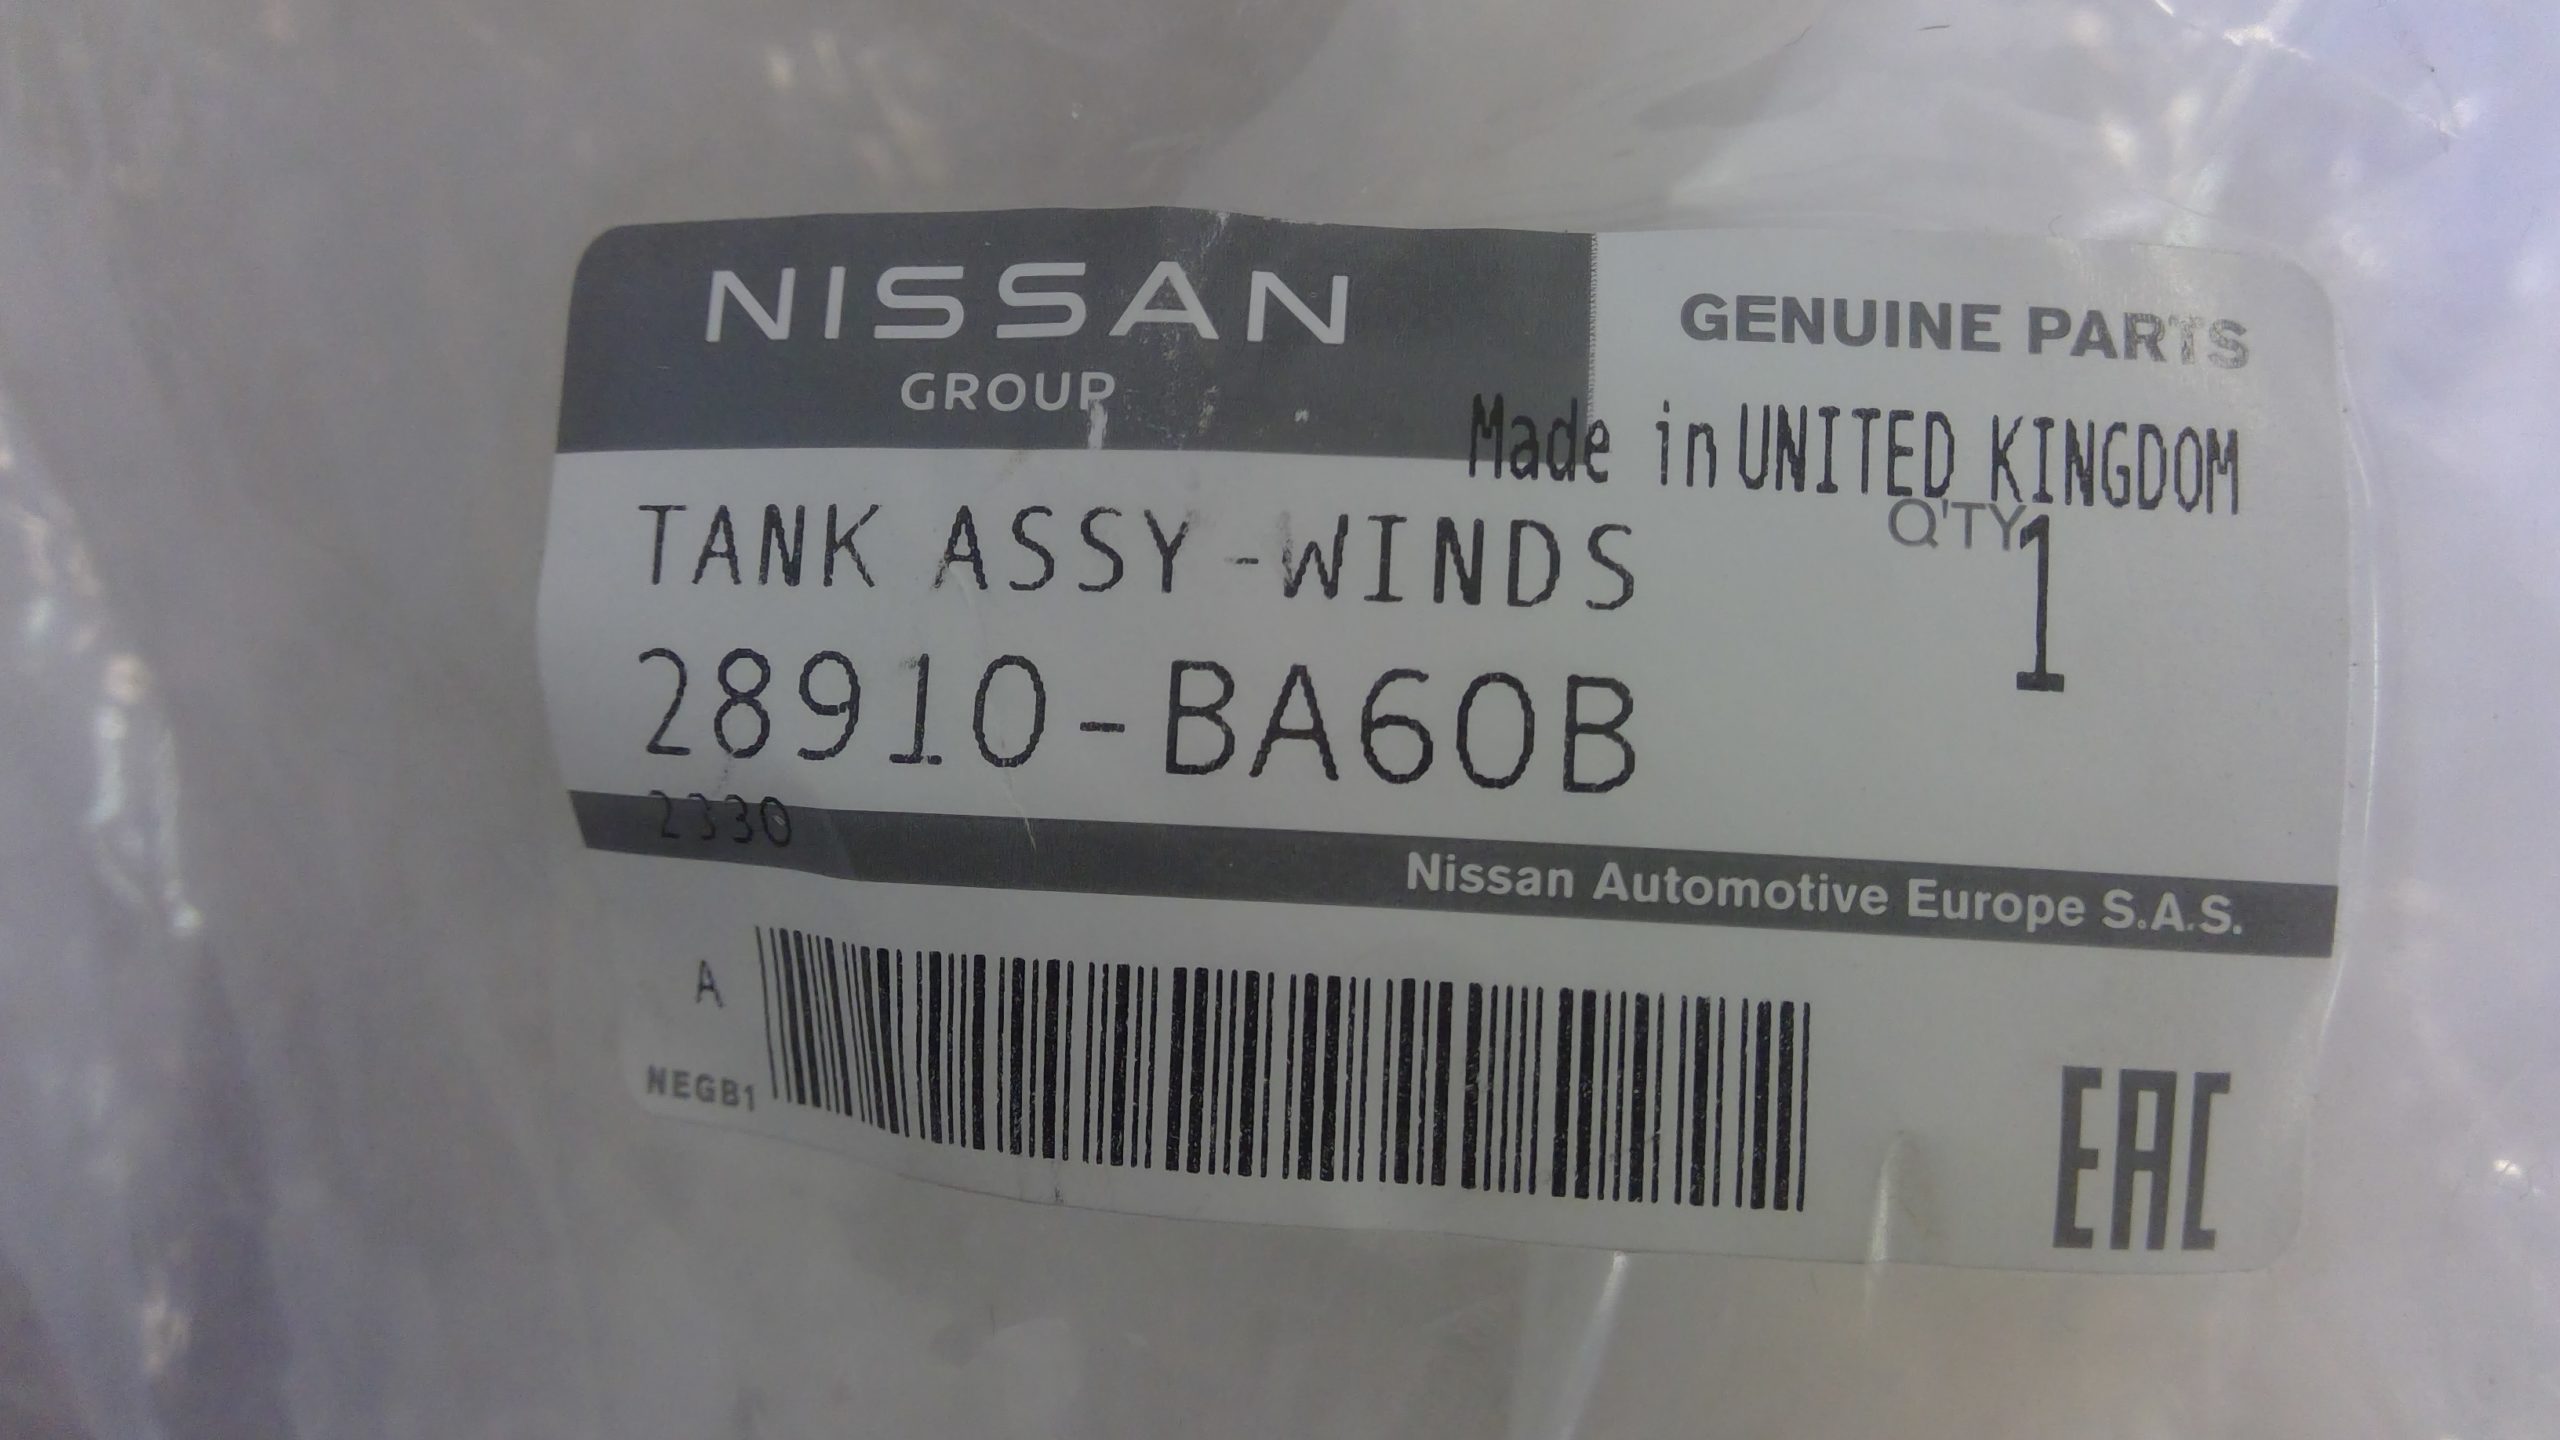 NISSAN
GROUP
GENUINE PARTS
Made in UNITED KINGDOM
Q'TY 1
TANK ASSY-WINDS
28910-BA60B
2330
Nissan Automotive Europe S.A.S.
A
NEGB1
EAC